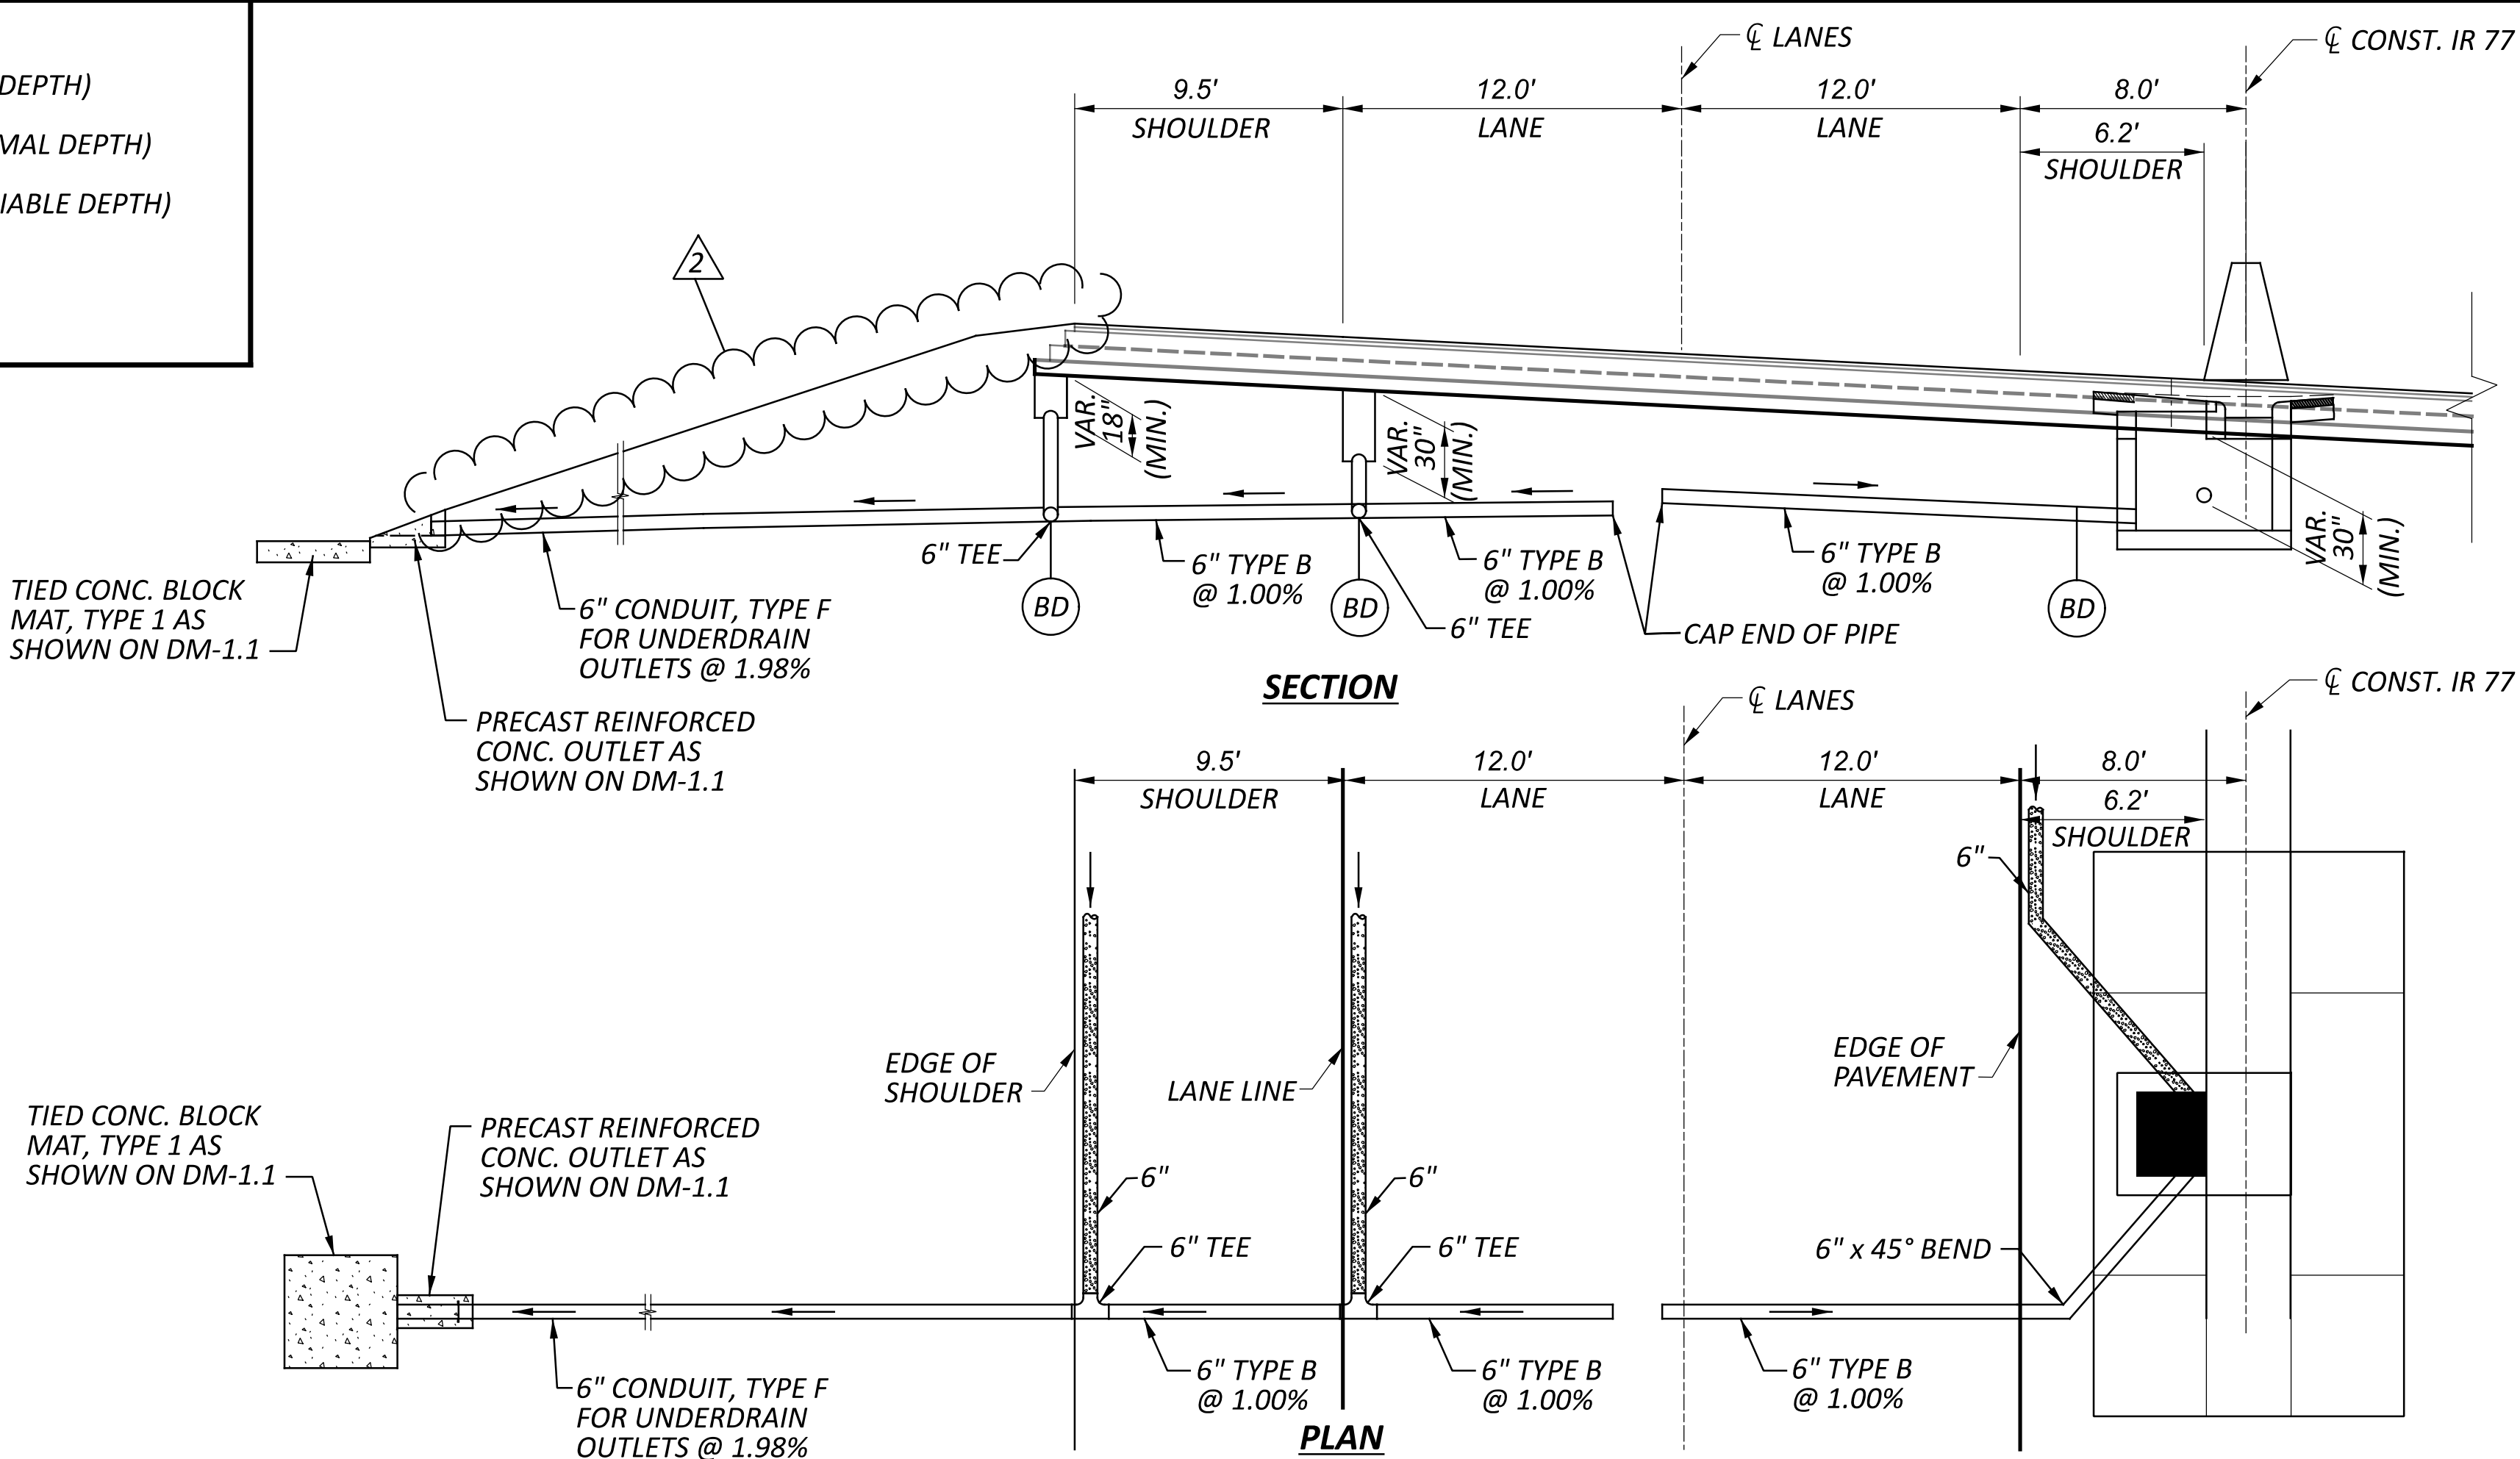 DEPTH)
MAL DEPTH)
IABLE DEPTH)
℄ LANES
℄ CONST. IR 77
9.5'
SHOULDER
12.0'
LANE
12.0'
LANE
8.0'
6.2'
SHOULDER
2
VAR.
18"
(MIN.)
VAR.
30"
(MIN.)
VAR.
30"
(MIN.)
6" TEE
BD
6" TYPE B
@ 1.00%
BD
6" TYPE B
@ 1.00%
6" TEE
CAP END OF PIPE
6" TYPE B
@ 1.00%
BD
TIED CONC. BLOCK
MAT, TYPE 1 AS
SHOWN ON DM-1.1
6" CONDUIT, TYPE F
FOR UNDERDRAIN
OUTLETS @ 1.98%
PRECAST REINFORCED
CONC. OUTLET AS
SHOWN ON DM-1.1
SECTION
℄ LANES
℄ CONST. IR 77
9.5'
SHOULDER
12.0'
LANE
12.0'
LANE
8.0'
6.2'
SHOULDER
6"
EDGE OF
SHOULDER
LANE LINE
EDGE OF
PAVEMENT
TIED CONC. BLOCK
MAT, TYPE 1 AS
SHOWN ON DM-1.1
PRECAST REINFORCED
CONC. OUTLET AS
SHOWN ON DM-1.1
6"
6"
6" TEE
6" TEE
6" x 45° BEND
6" CONDUIT, TYPE F
FOR UNDERDRAIN
OUTLETS @ 1.98%
6" TYPE B
@ 1.00%
6" TYPE B
@ 1.00%
6" TYPE B
@ 1.00%
PLAN